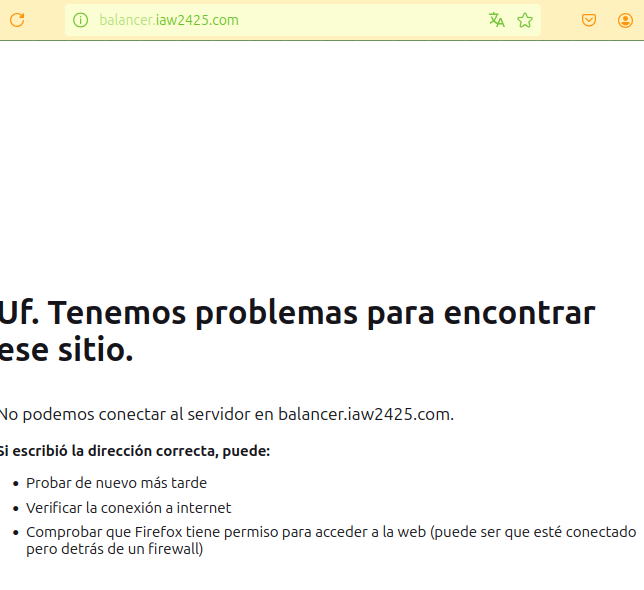 balancer.iaw2425.com
Uf. Tenemos problemas para encontrar
ese sitio.
No podemos conectar al servidor en balancer.iaw2425.com.
Si escribió la dirección correcta, puede:
Probar de nuevo más tarde
Verificar la conexión a internet
Comprobar que Firefox tiene permiso para acceder a la web (puede ser que esté conectado
pero detrás de un firewall)